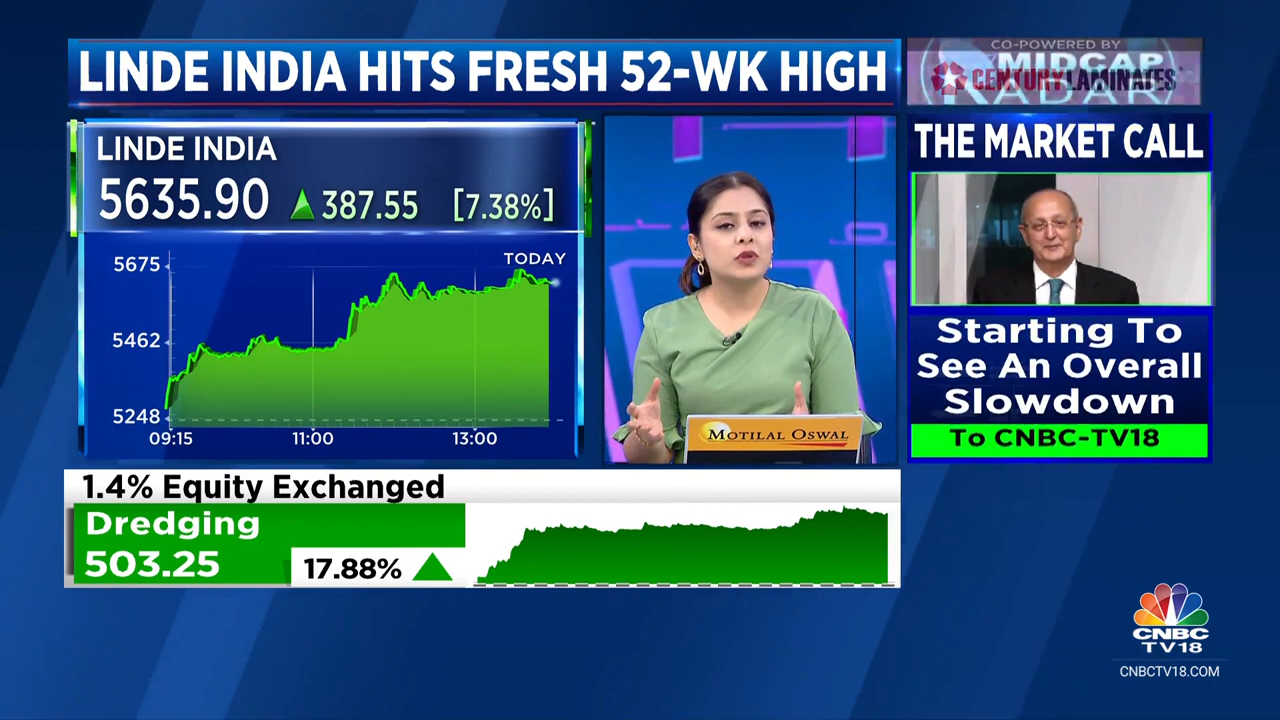 LINDE INDIA HITS FRESH 52-WK HIGH
CO-POWERED BY
MIDCAP
RADAR
CENTURY LAMINATES
LINDE INDIA
5635.90 387.55 [7.38%]
TODAY
5675
5462
5248
09:15 11:00 13:00
MOTILAL OSWAL
THE MARKET CALL
Starting To
See An Overall
Slowdown
To CNBC-TV18
1.4% Equity Exchanged
Dredging
503.25 17.88%
CNBC
TV18
CNBCTV18.COM